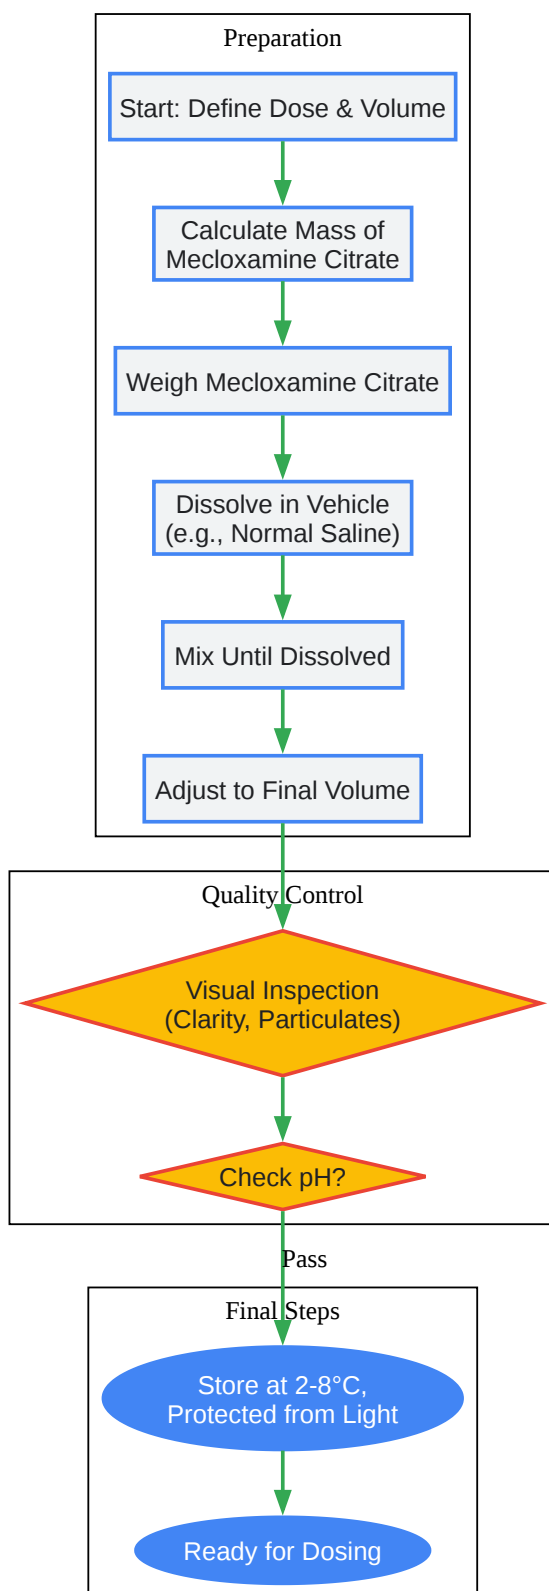 Preparation
Start: Define Dose & Volume
Calculate Mass of
Mecloxamine Citrate
Weigh Mecloxamine Citrate
Dissolve in Vehicle
(e.g., Normal Saline)
Mix Until Dissolved
Adjust to Final Volume
Quality Control
Visual Inspection
(Clarity, Particulates)
Check pH?
Pass
Final Steps
Store at 2-8°C,
Protected from Light
Ready for Dosing